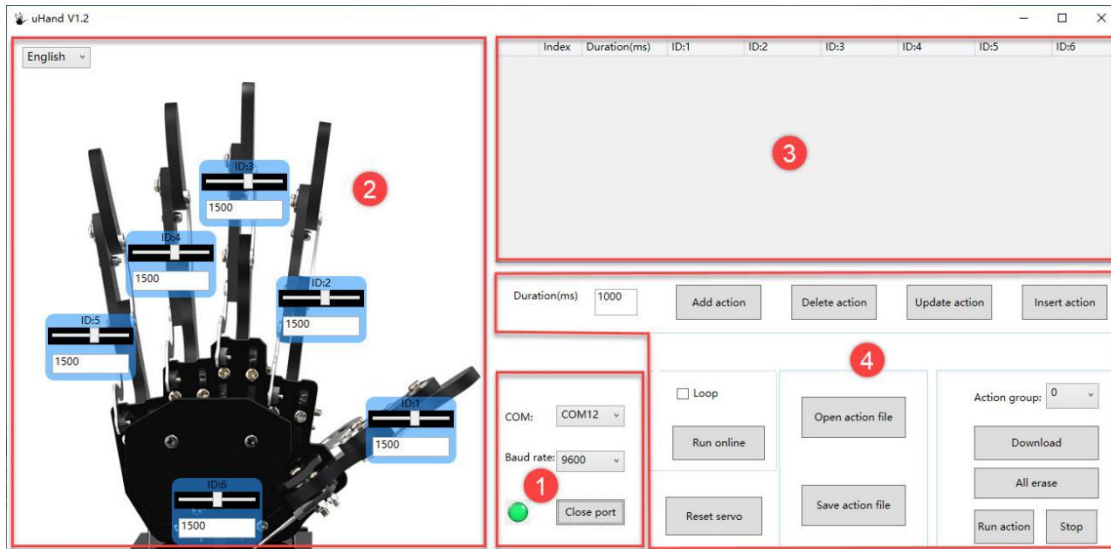 uHand V1.2
English
Index Duration(ms) ID:1 ID:2 ID:3 ID:4 ID:5 ID:6
3
2
ID:3
1500
ID:4
1500
ID:2
1500
ID:5
1500
ID:1
1500
ID:6
1500
Duration(ms) 1000 Add action Delete action Update action Insert action
4
COM: COM12
Baud rate: 9600
1
Close port
Loop
Run online
Reset servo
Open action file
Save action file
Action group: 0
Download
All erase
Run action Stop